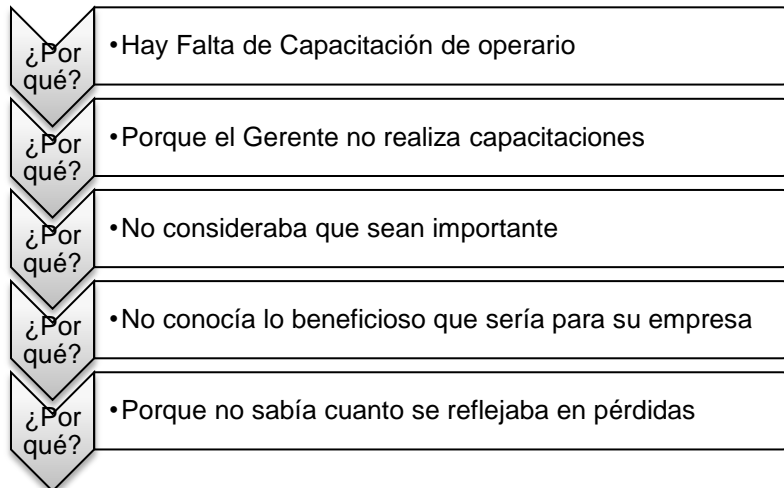 ¿Por
qué?
•Hay Falta de Capacitación de operario
¿Por
qué?
•Porque el Gerente no realiza capacitaciones
¿Por
qué?
•No consideraba que sean importante
¿Por
qué?
•No conocía lo beneficioso que sería para su empresa
¿Por
qué?
•Porque no sabía cuanto se reflejaba en pérdidas